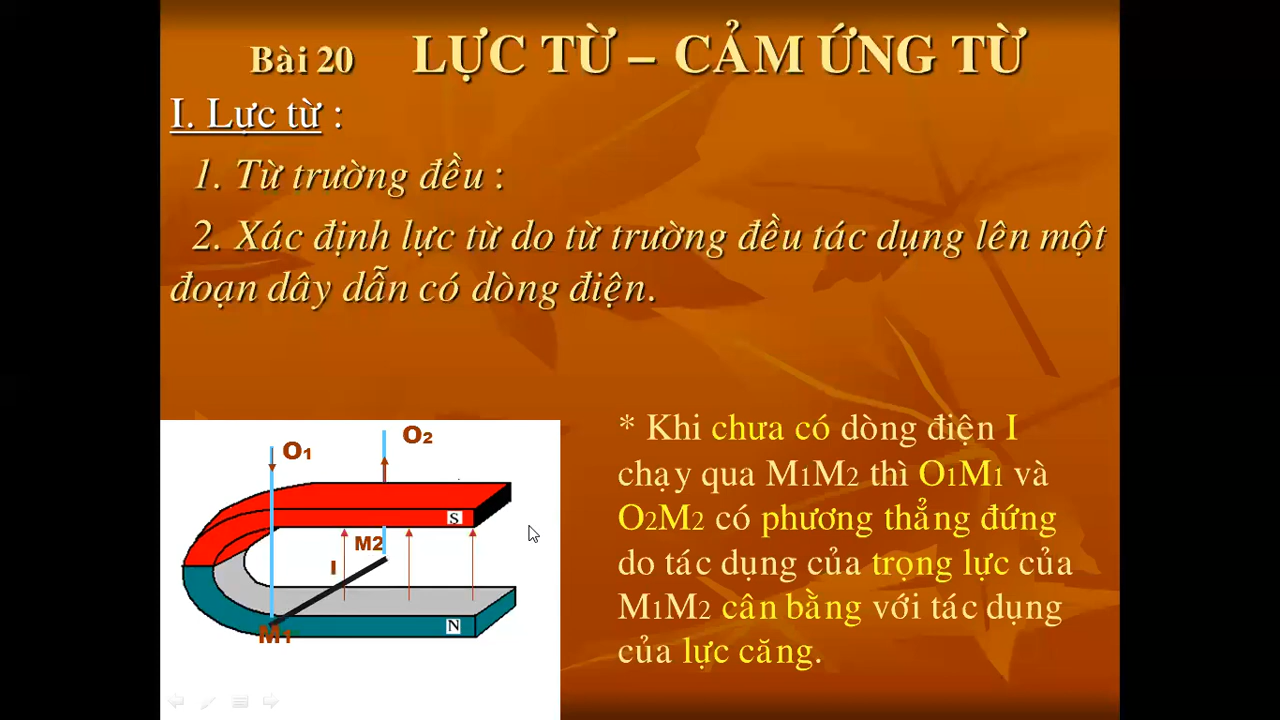 Bài 20 LỰC TỪ – CẢM ỨNG TỪ
I. Lực từ :
1. Từ trường đều :
2. Xác định lực từ do từ trường đều tác dụng lên một
đoạn dây dẫn có dòng điện.
* Khi chưa có dòng điện I
chạy qua M1M2 thì O1M1 và
O2M2 có phương thẳng đứng
do tác dụng của trọng lực của
M1M2 cân bằng với tác dụng
của lực căng.
O1
O2
S
M2
I
N
M1